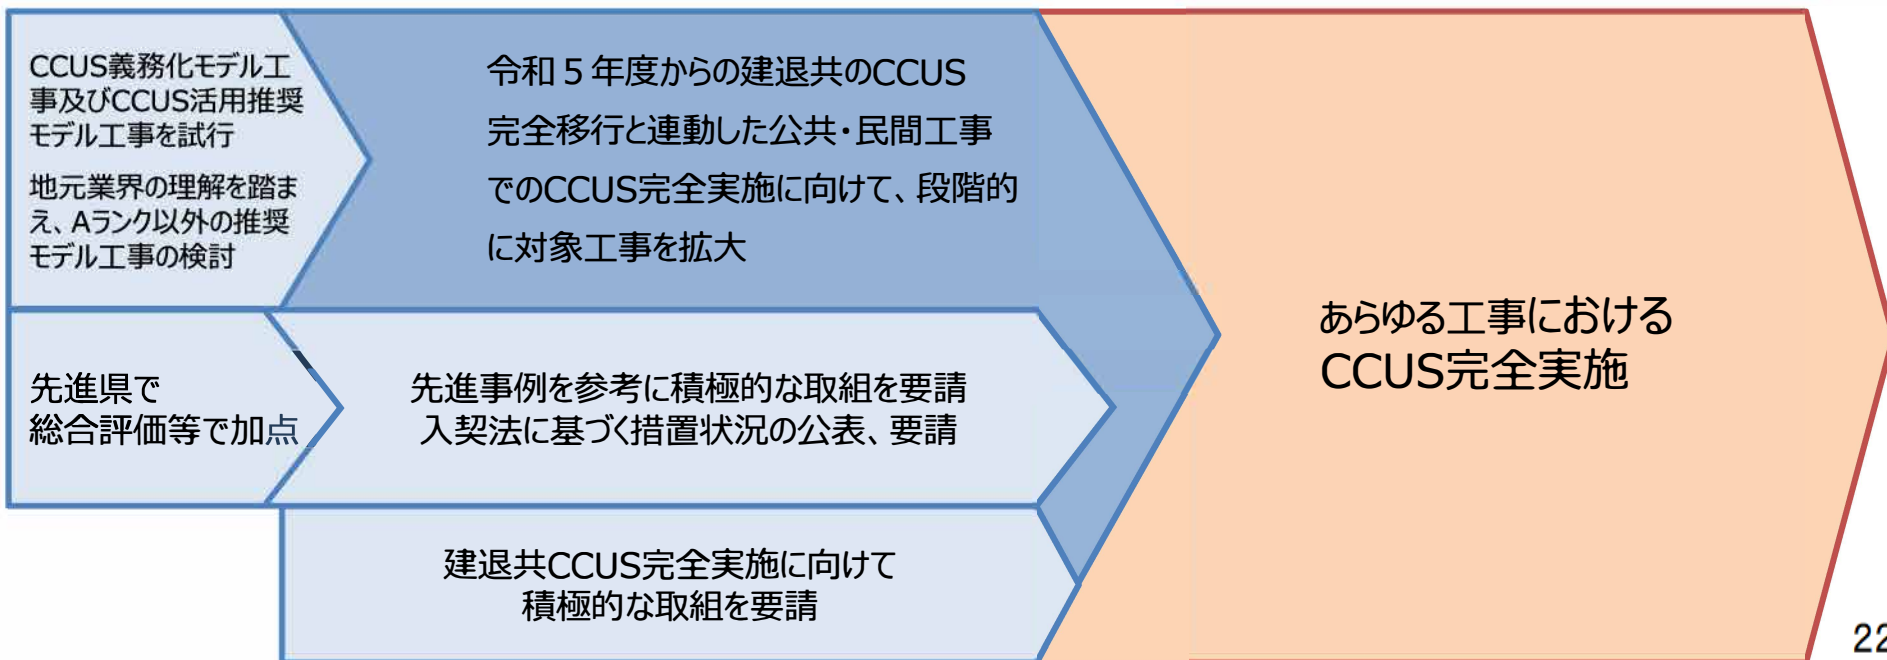 CCUS義務化モデル工
事及びCCUS活用推奨
モデル工事を試行
地元業界の理解を踏ま
え、Aランク以外の推奨
モデル工事の検討
令和５年度からの建退共のCCUS
完全移行と連動した公共・民間工事
でのCCUS完全実施に向けて、段階的
に対象工事を拡大
先進県で
総合評価等で加点
先進事例を参考に積極的な取組を要請
入契法に基づく措置状況の公表、要請
建退共CCUS完全実施に向けて
積極的な取組を要請
あらゆる工事における
CCUS完全実施
22